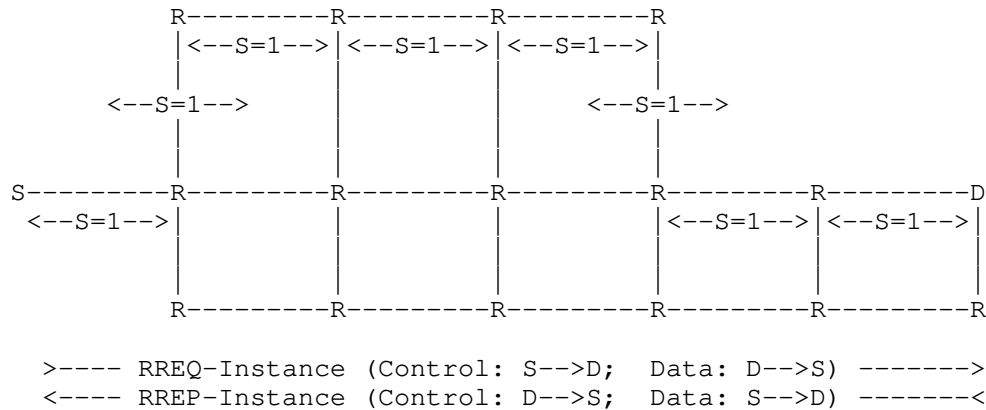 R---------R---------R---------R
<--S=1--> <--S=1--> <--S=1-->
<--S=1--> <--S=1-->
S---------R---------R---------R---------R---------R---------D
<--S=1--> <--S=1--> <--S=1-->
R---------R---------R---------R---------R---------R
>---- RREQ-Instance (Control: S-->D; Data: D-->S) ------->
<---- RREP-Instance (Control: D-->S; Data: S-->D) -------<